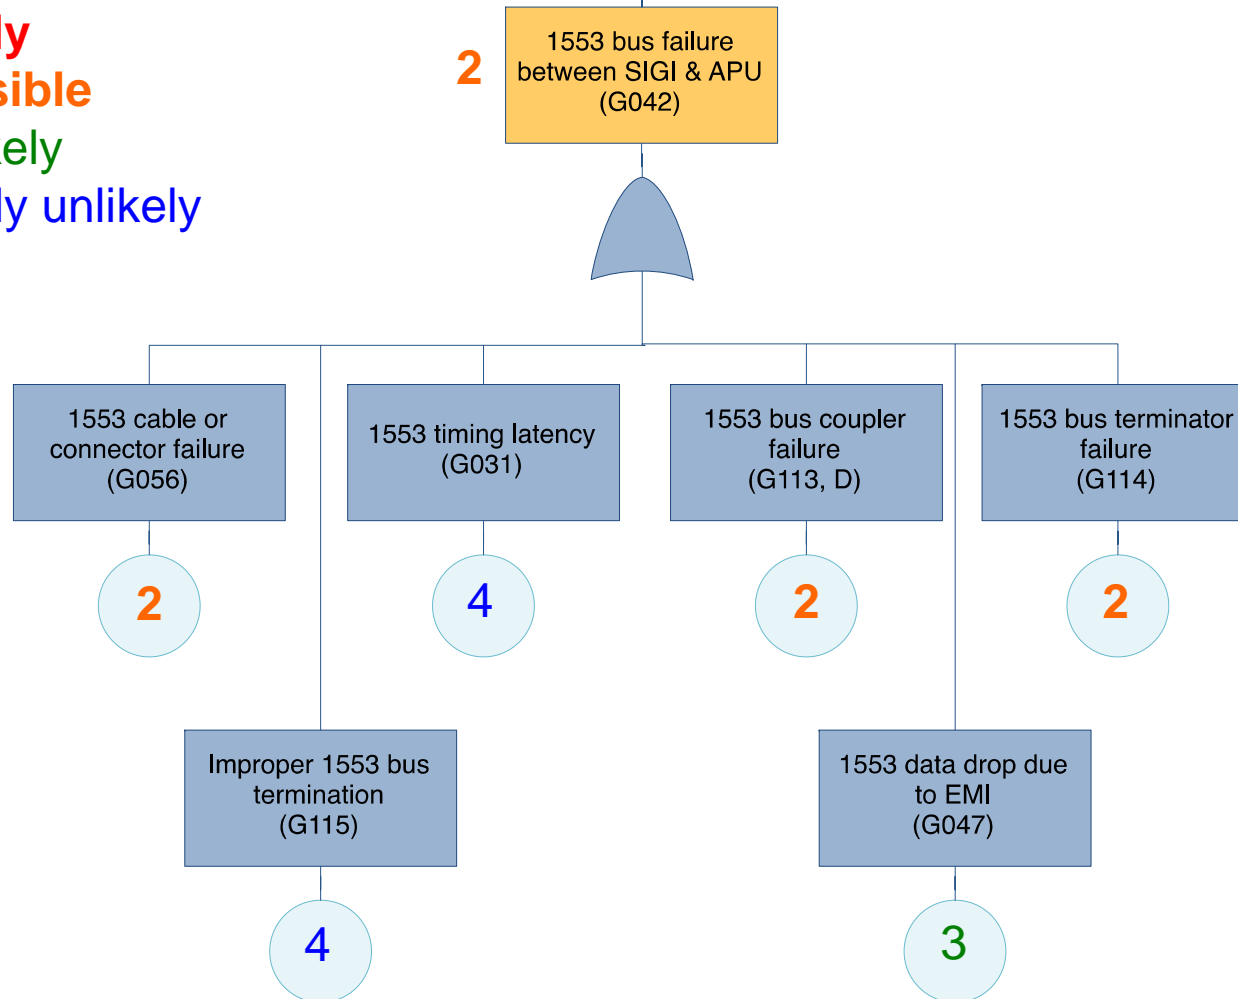 ly
sible
kely
ly unlikely
2
1553 bus failure
between SIGI & APU
(G042)
1553 cable or
connector failure
(G056)
2
1553 timing latency
(G031)
4
1553 bus coupler
failure
(G113, D)
2
1553 bus terminator
failure
(G114)
2
Improper 1553 bus
termination
(G115)
4
1553 data drop due
to EMI
(G047)
3